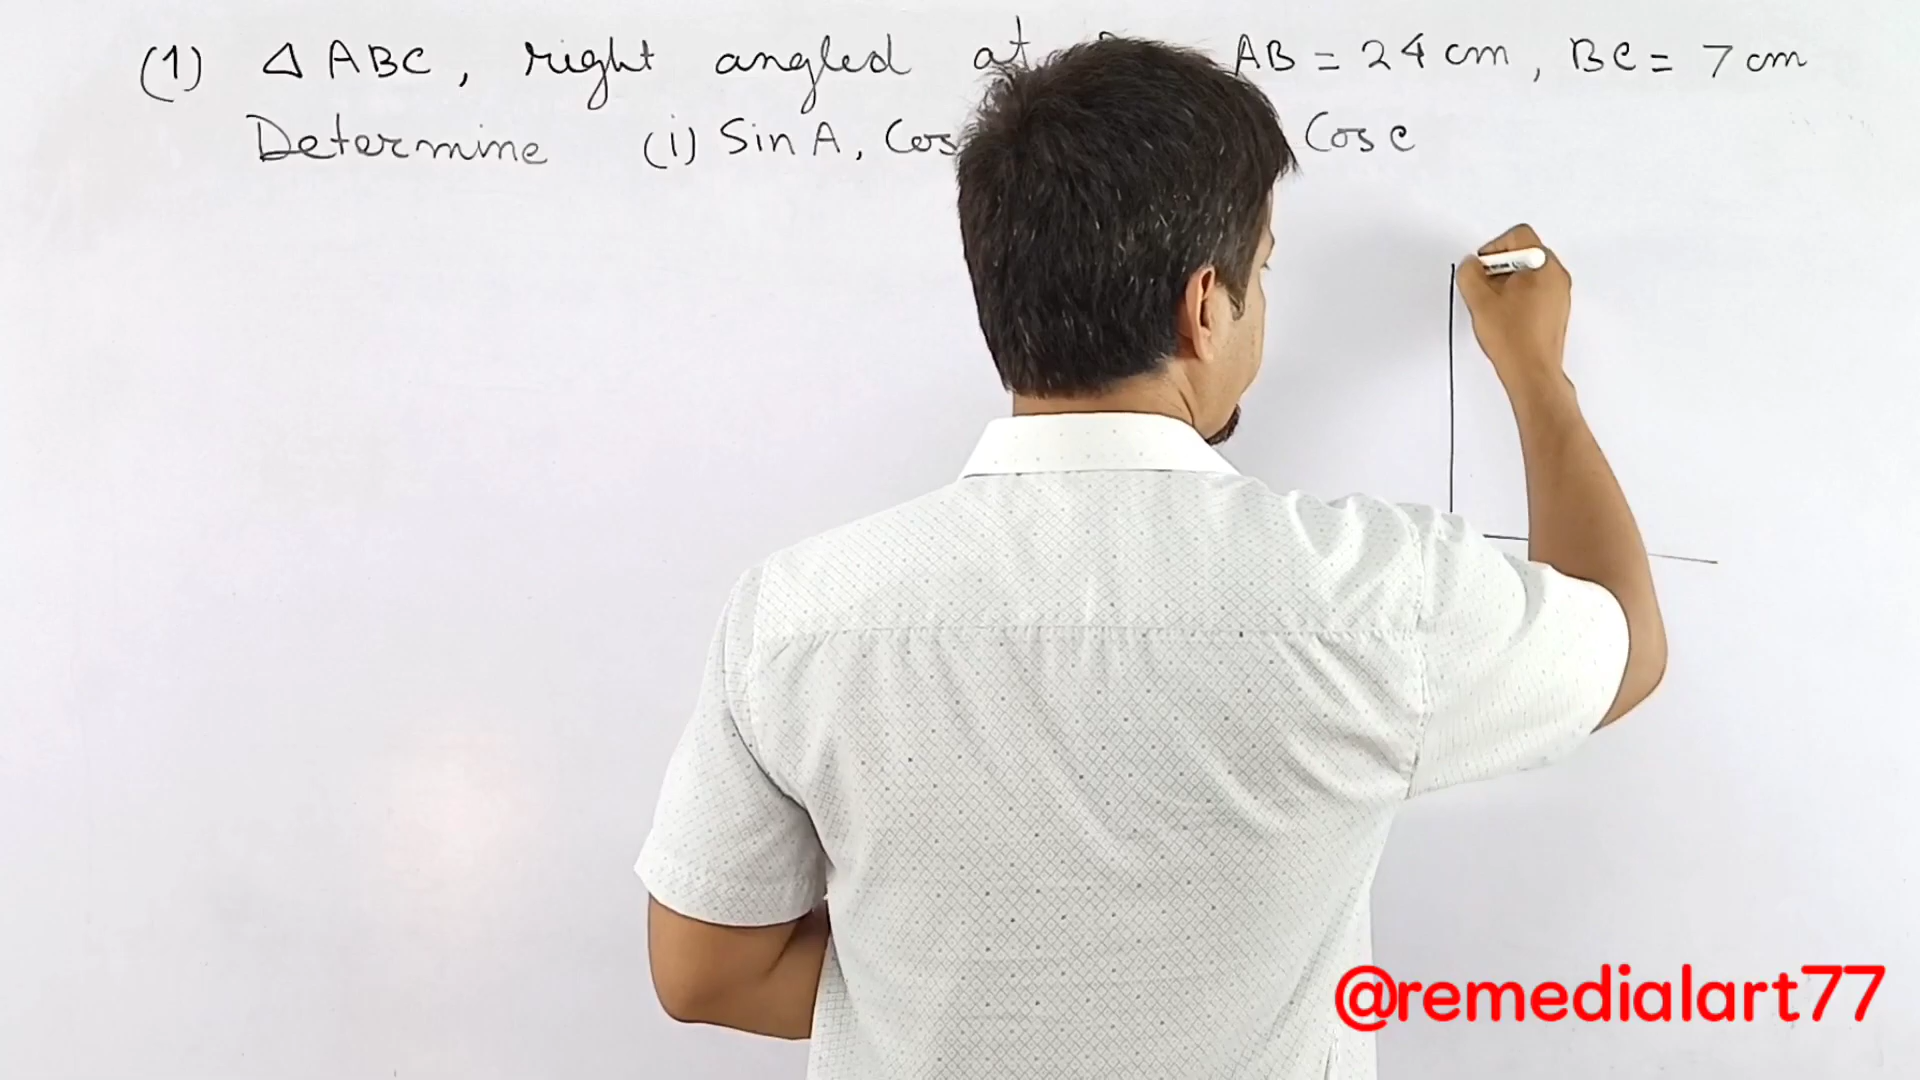 (1) △ ABC, right angled at AB = 24 cm, BC = 7 cm
Determine (i) Sin A, Cos Cos C
@remedialart77